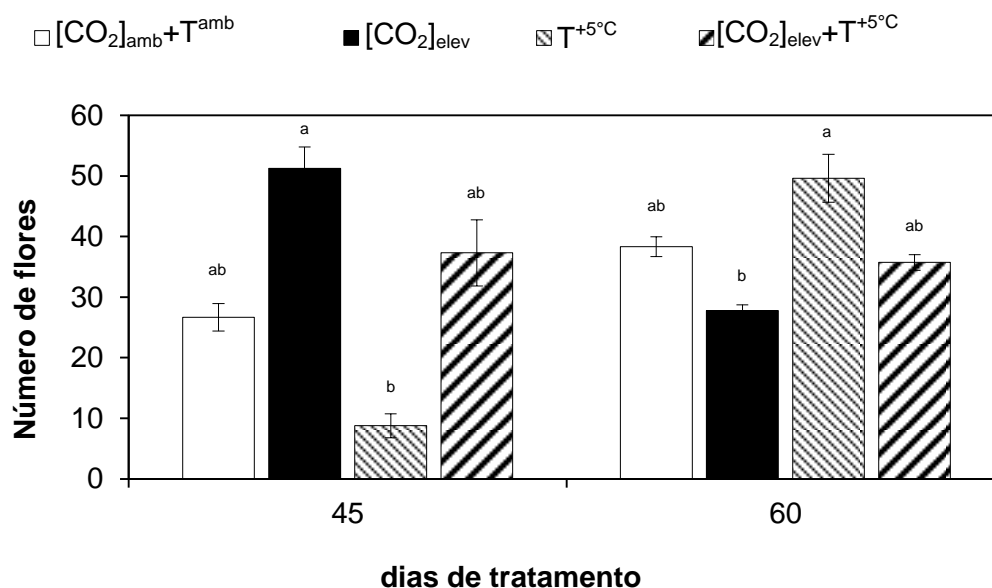 [CO₂]ₐₘb+Tᵃᵐᵇ [CO₂]ₑₗₑᵥ T⁺⁵°ᶜ [CO₂]ₑₗₑᵥ+T⁺⁵°ᶜ
60
50
40
30
20
10
0
Número de flores
ab a b ab ab b a ab
45 60
dias de tratamento